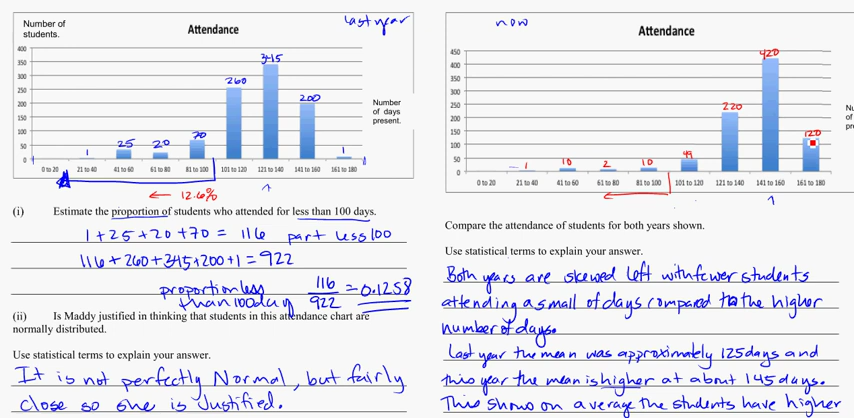 Number of students.
Attendance
last year
400
350
300
250
200
150
100
50
0
1
25
20
70
260
345
200
1
Number of days present.
0 to 20
21 to 40
41 to 60
61 to 80
81 to 100
101 to 120
121 to 140
141 to 160
161 to 180
← 12.6%
(i) Estimate the proportion of students who attended for less than 100 days.
1 + 25 + 20 + 70 = 116 part less 100
116 + 260 + 345 + 200 + 1 = 922
proportion less than 100 day 116/922 = 0.1258
(ii) Is Maddy justified in thinking that students in this attendance chart are
normally distributed.
Use statistical terms to explain your answer.
It is not perfectly Normal, but fairly
close so she is Justified.
now
Attendance
450
400
350
300
250
200
150
100
50
0
1
10
2
10
49
220
420
120
Nu
of
pre
0 to 20
21 to 40
41 to 60
61 to 80
81 to 100
101 to 120
121 to 140
141 to 160
161 to 180
Compare the attendance of students for both years shown.
Use statistical terms to explain your answer.
Both years are skewed left with fewer students
attending a small of days compared to the higher
number of days.
Last year the mean was approximately 125 days and
this year the mean is higher at about 145 days.
This shows on average the students have higher